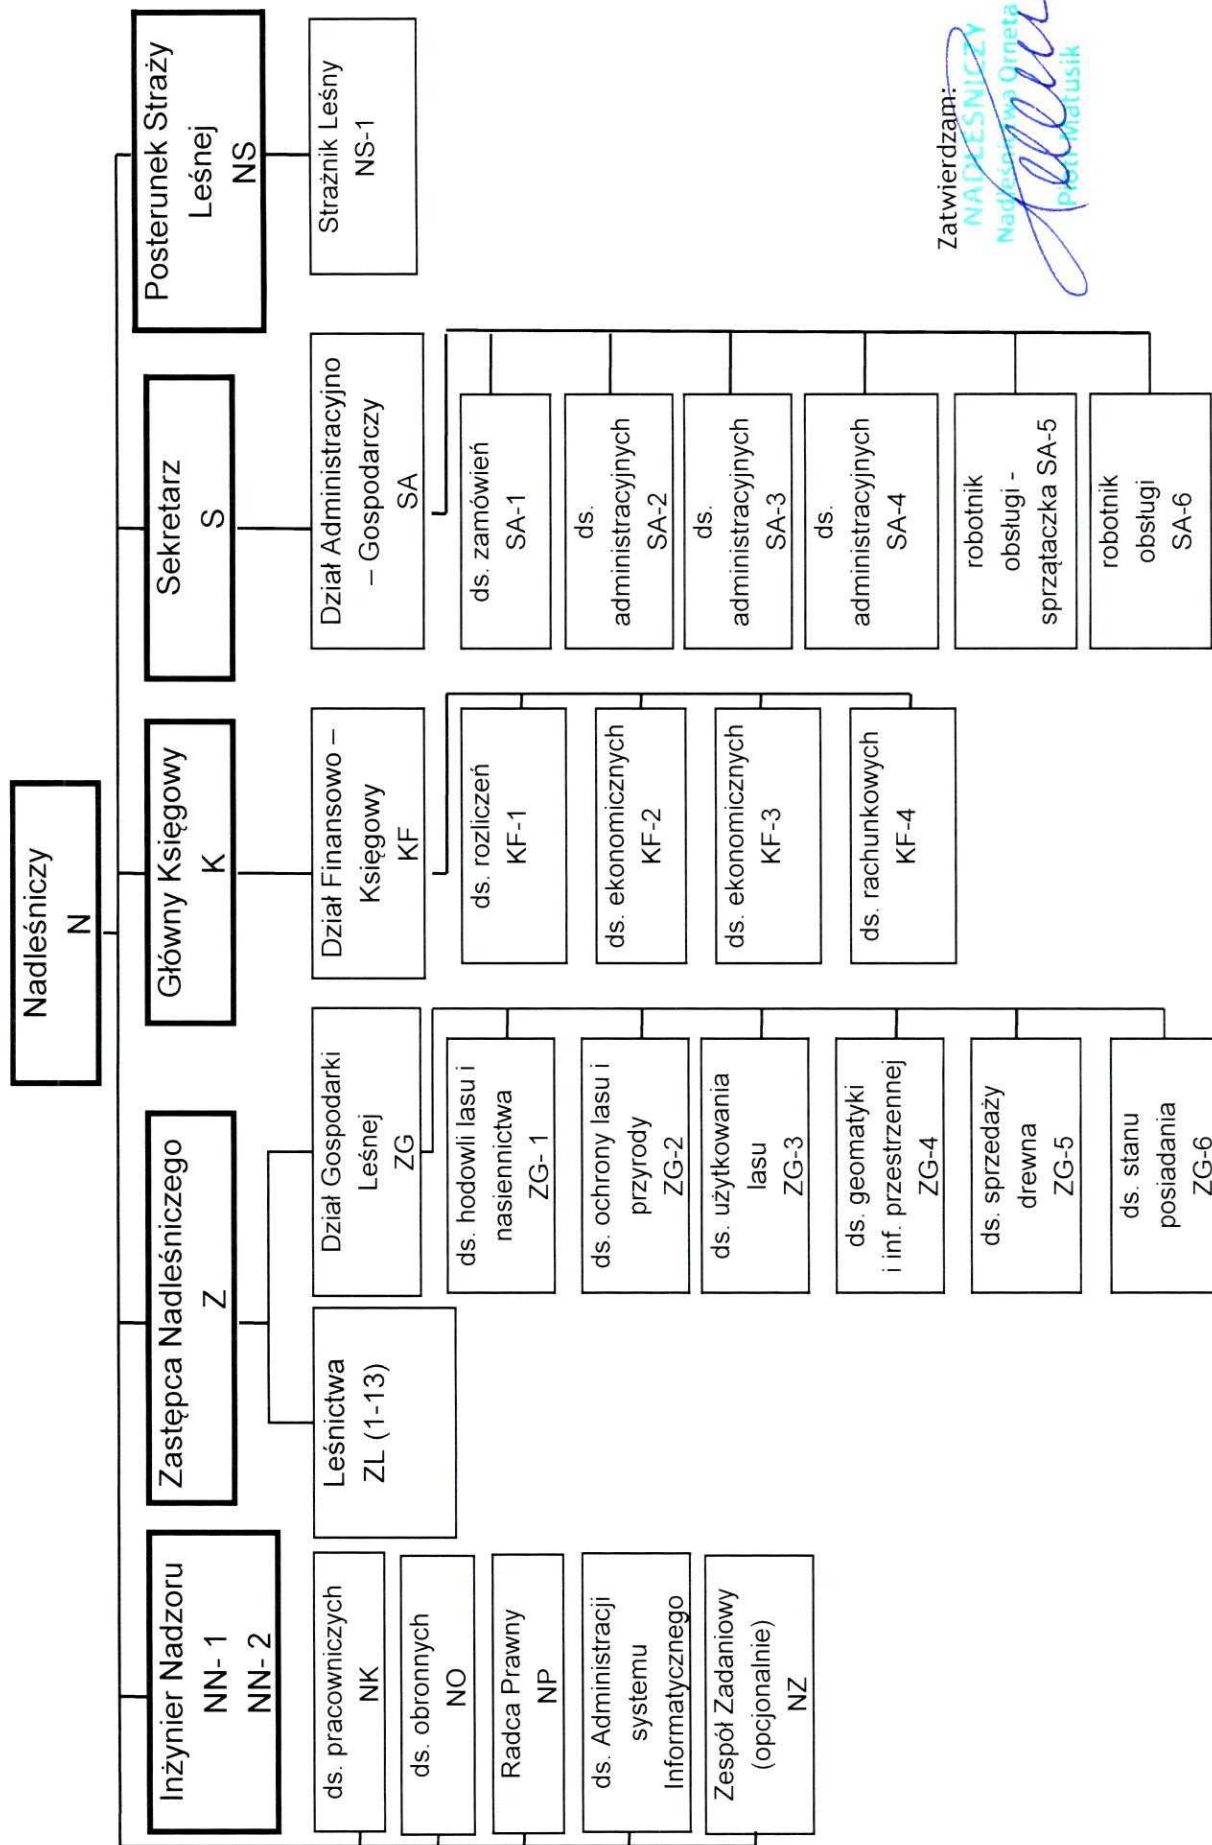 Nadleśniczy
N
Inżynier Nadzoru
NN- 1
NN- 2
Zastępca Nadleśniczego
Z
Główny Księgowy
K
Sekretarz
S
Posterunek Straży
Leśnej
NS
ds. pracowniczych
NK
ds. obronnych
NO
Radca Prawny
NP
ds. Administracji
systemu
Informatycznego
Zespół Zadaniowy
(opcjonalnie)
NZ
Leśnictwa
ZL (1-13)
Dział Gospodarki
Leśnej
ZG
ds. hodowli lasu i
nasiennictwa
ZG- 1
ds. ochrony lasu i
przyrody
ZG-2
ds. użytkowania
lasu
ZG-3
ds. geomatyki
i inf. przestrzennej
ZG-4
ds. sprzedaży
drewna
ZG-5
ds. stanu
posiadania
ZG-6
Dział Finansowo –
Księgowy
KF
ds. rozliczeń
KF-1
ds. ekonomicznych
KF-2
ds. ekonomicznych
KF-3
ds. rachunkowych
KF-4
Dział Administracyjno
– Gospodarczy
SA
ds. zamówień
SA-1
ds.
administracyjnych
SA-2
ds.
administracyjnych
SA-3
ds.
administracyjnych
SA-4
robotnik
obsługi -
sprzątaczka SA-5
robotnik
obsługi
SA-6
Strażnik Leśny
NS-1
Zatwierdzam:
NADLEŚNICZY
Nadleśnictwa Orneta
Piotr Matusik